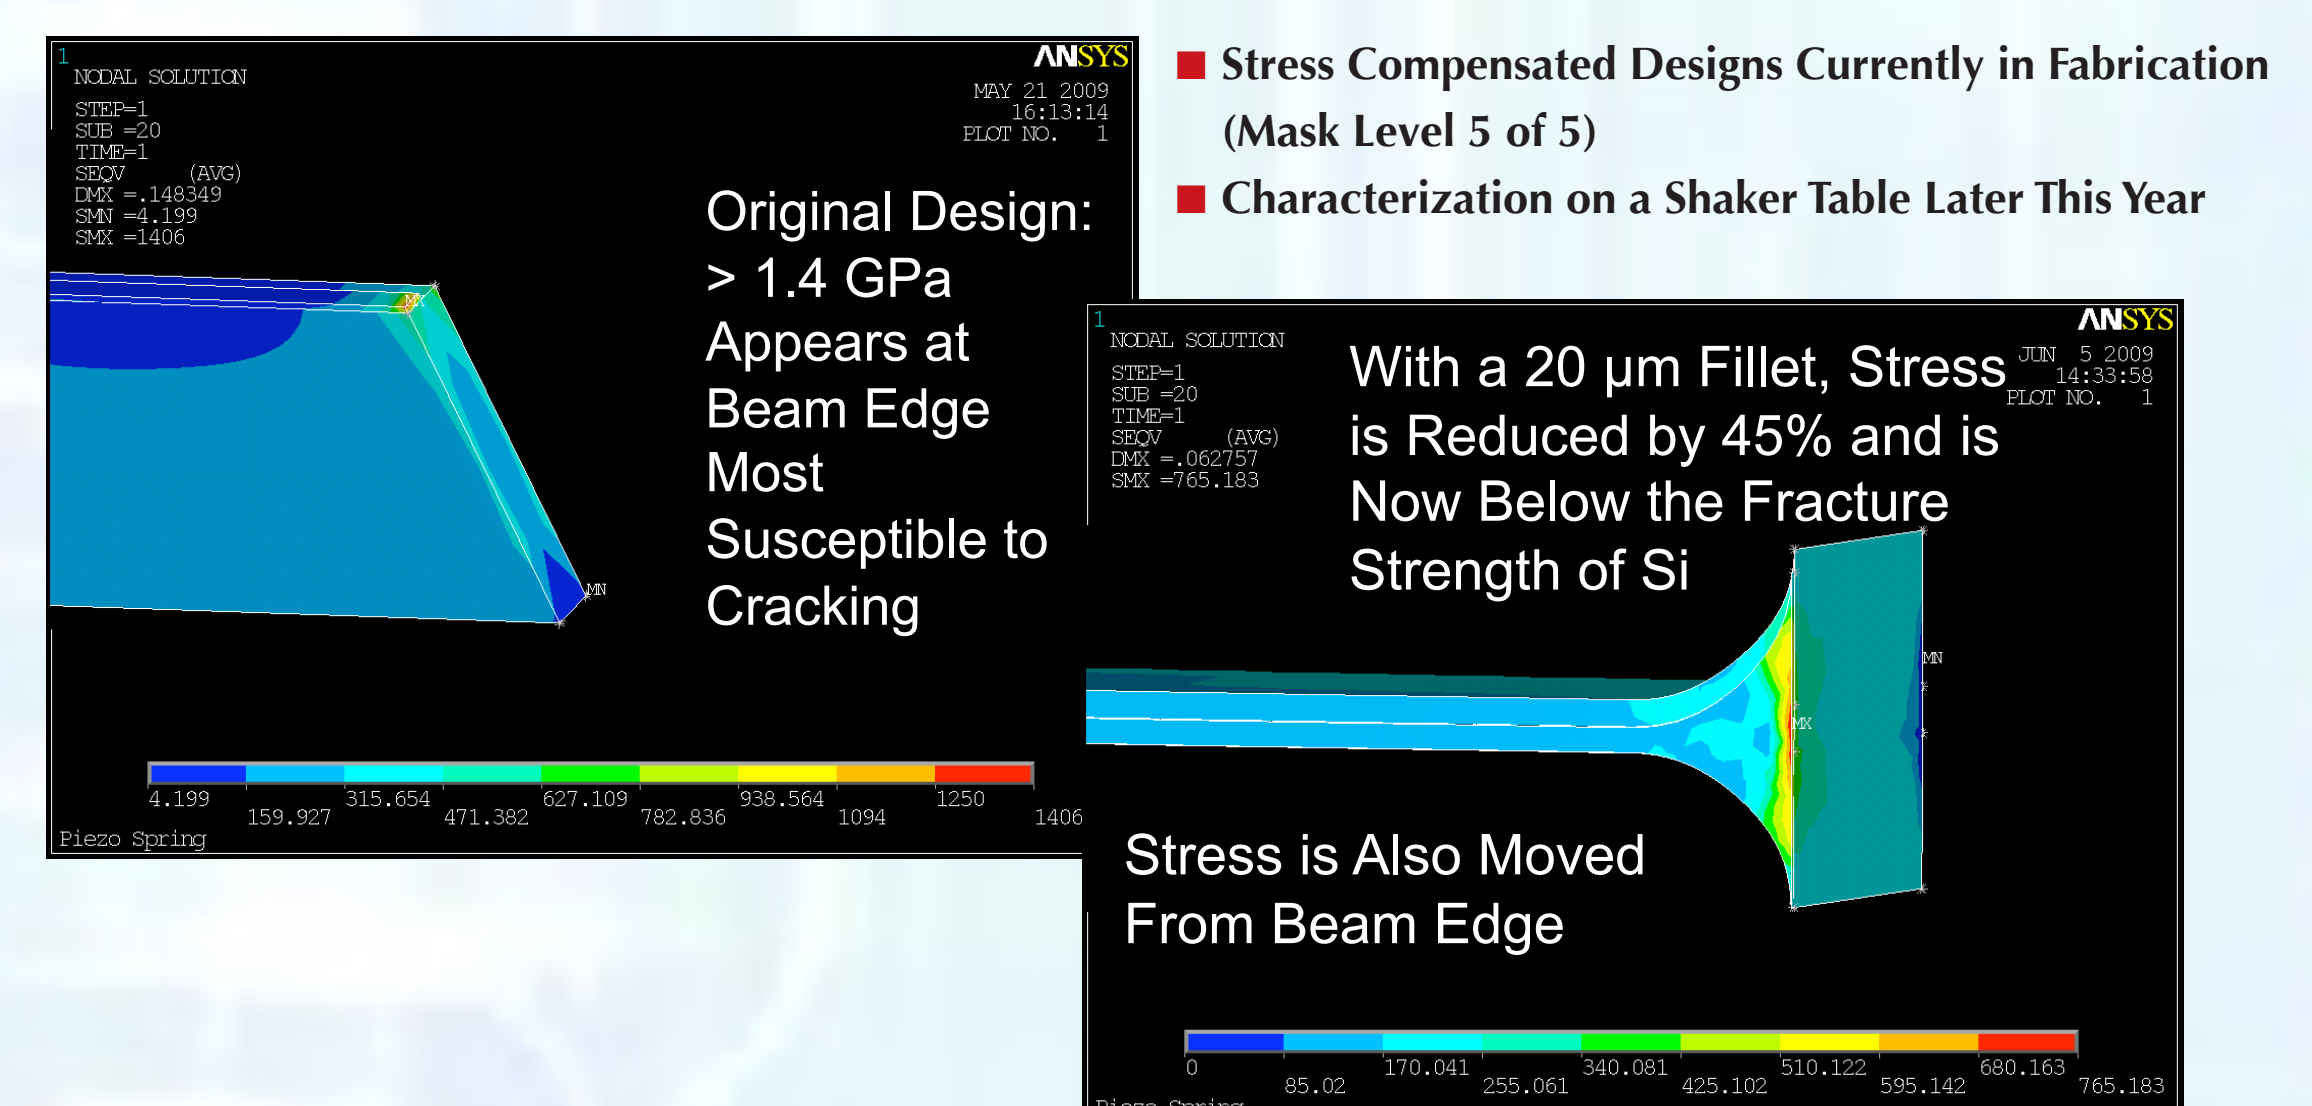 1
NODAL SOLUTION
STEP=1
SUB =20
TIME=1
SEQV (AVG)
DMX =.148349
SMN =4.199
SMX =1406
ANSYS
MAY 21 2009
16:13:14
PLOT NO. 1
Original Design:
> 1.4 GPa
Appears at
Beam Edge
Most
Susceptible to
Cracking
MX
MN
4.199
159.927
315.654
471.382
627.109
782.836
938.564
1094
1250
1406
Piezo Spring
■ Stress Compensated Designs Currently in Fabrication
(Mask Level 5 of 5)
■ Characterization on a Shaker Table Later This Year
1
NODAL SOLUTION
STEP=1
SUB =20
TIME=1
SEQV (AVG)
DMX =.062757
SMX =765.183
ANSYS
JUN 5 2009
14:33:58
PLOT NO. 1
With a 20 µm Fillet, Stress
is Reduced by 45% and is
Now Below the Fracture
Strength of Si
MN
MX
Stress is Also Moved
From Beam Edge
0
85.02
170.041
255.061
340.081
425.102
510.122
595.142
680.163
765.183
Piezo Spring